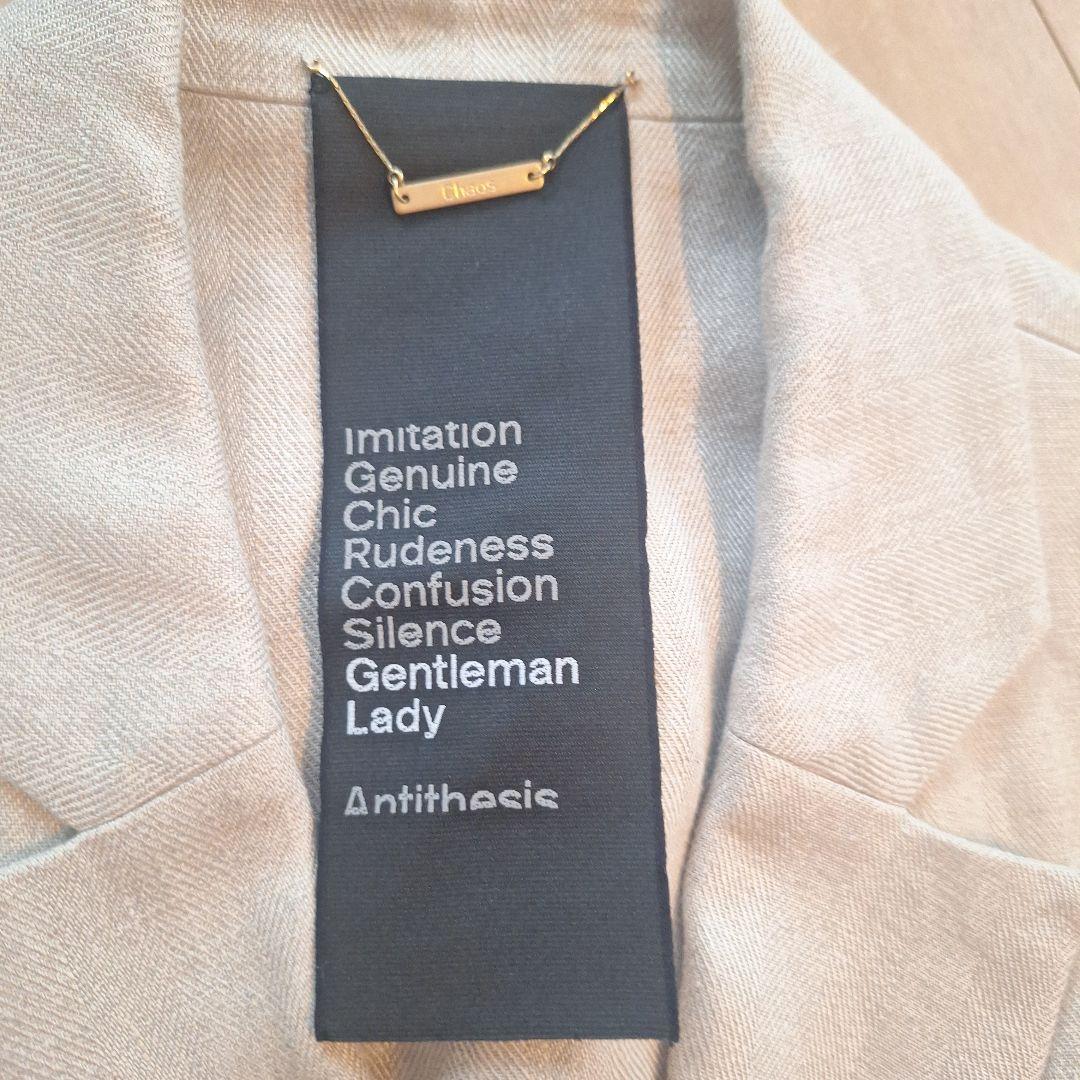 Chaos
Imitation
Genuine
Chic
Rudeness
Confusion
Silence
Gentleman
Lady
Antithesis